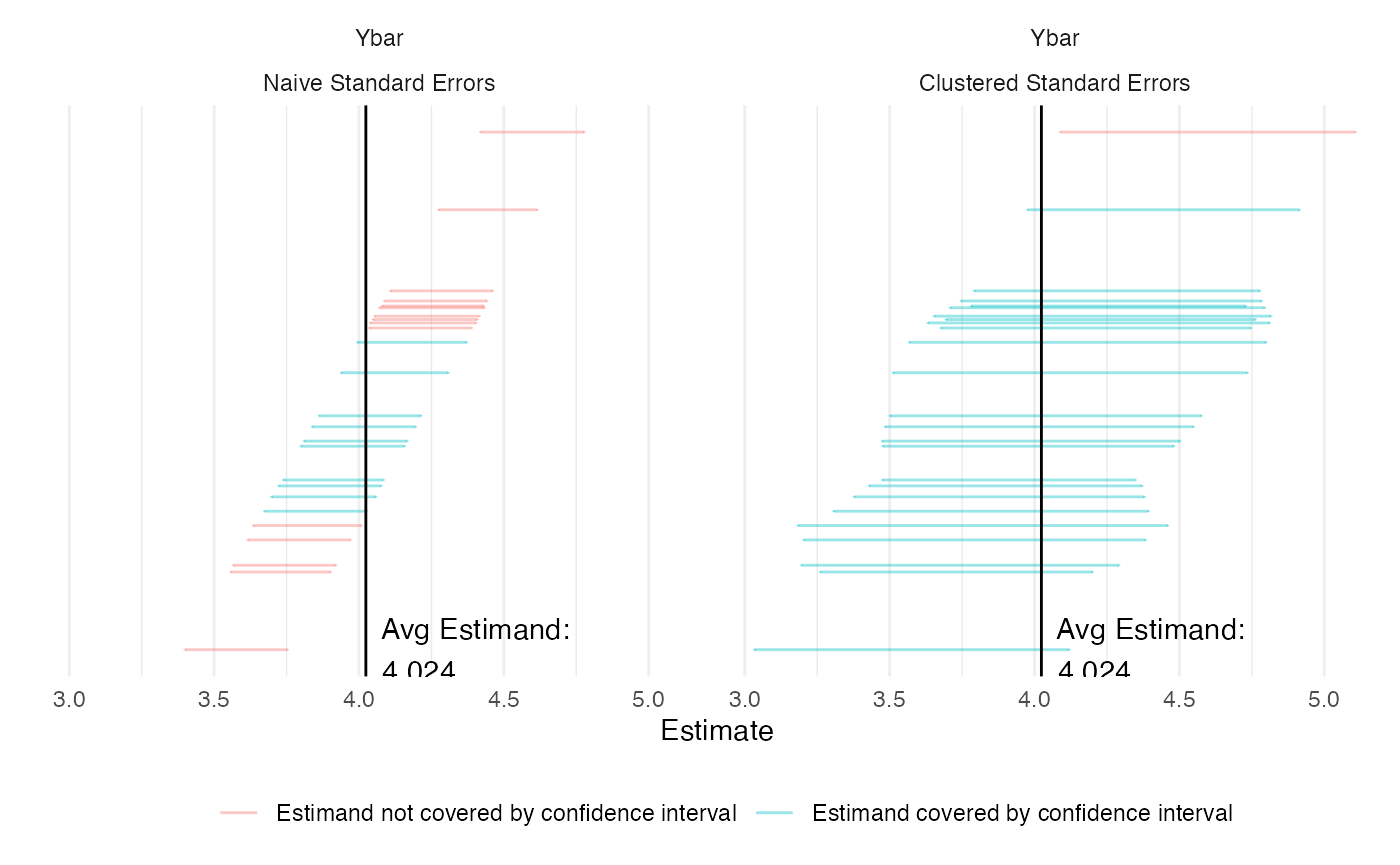 Ybar
Ybar
Naive Standard Errors
Clustered Standard Errors
Avg Estimand:
4.024
Avg Estimand:
4.024
3.0
3.5
4.0
4.5
5.0
3.0
3.5
4.0
4.5
5.0
Estimate
Estimand not covered by confidence interval
Estimand covered by confidence interval